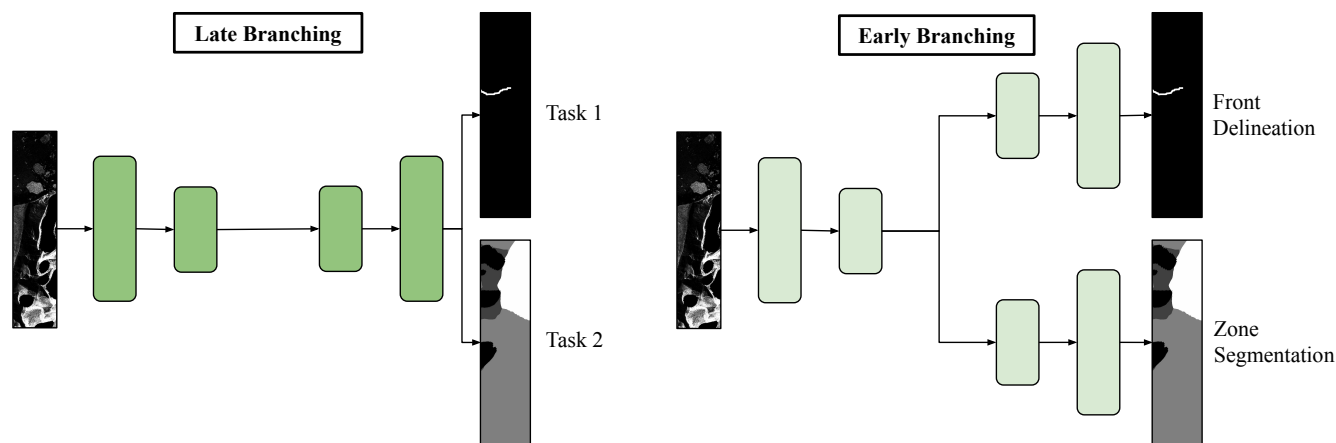 Late Branching
Task 1
Task 2
Early Branching
Front
Delineation
Zone
Segmentation